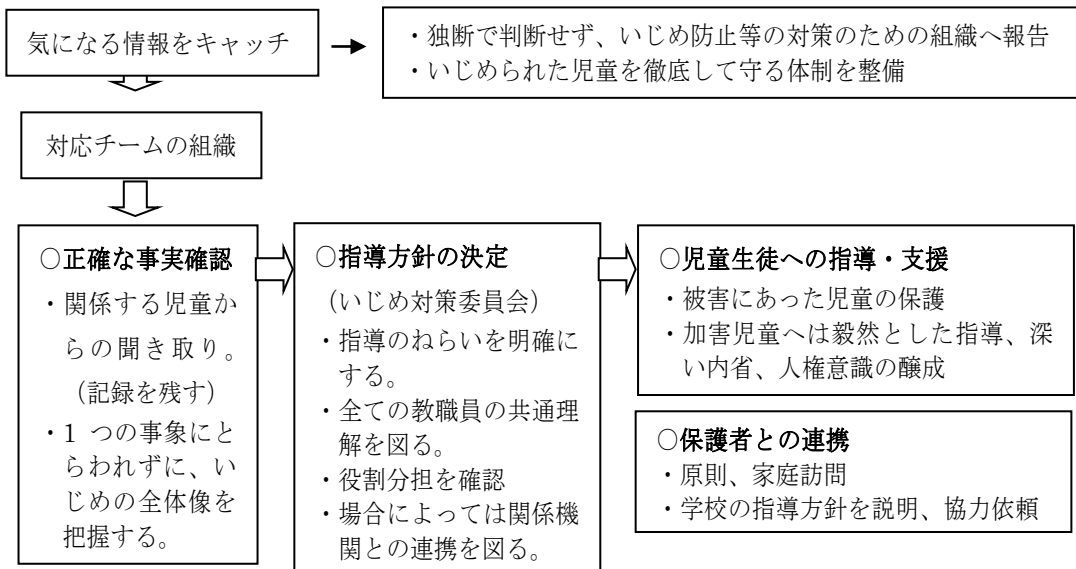 気になる情報をキャッチ
・独断で判断せず、いじめ防止等の対策のための組織へ報告
・いじめられた児童を徹底して守る体制を整備
対応チームの組織
○正確な事実確認
・関係する児童か
らの聞き取り。
（記録を残す）
・1 つの事象にと
らわれずに、い
じめの全体像を
把握する。
○指導方針の決定
（いじめ対策委員会）
・指導のねらいを明確に
する。
・全ての教職員の共通理
解を図る。
・役割分担を確認
・場合によっては関係機
関との連携を図る。
○児童生徒への指導・支援
・被害にあった児童の保護
・加害児童へは毅然とした指導、深
い内省、人権意識の醸成
○保護者との連携
・原則、家庭訪問
・学校の指導方針を説明、協力依頼